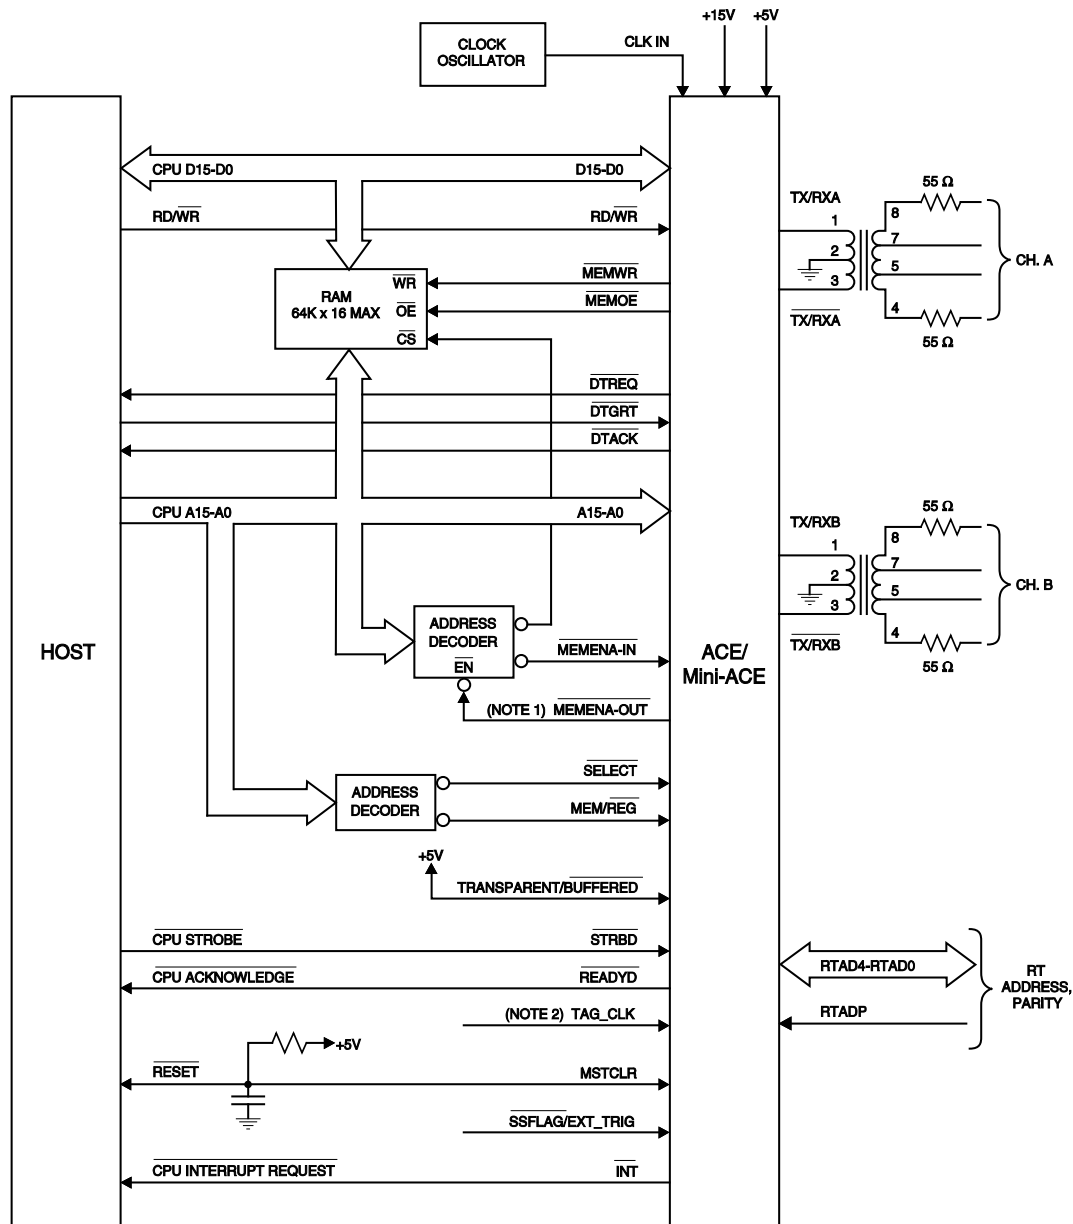 +15V
+5V
CLOCK
OSCILLATOR
CLK IN
CPU D15-D0
D15-D0
RD/WR
RD/WR
RAM
64K x 16 MAX
WR
OE
CS
MEMWR
MEMOE
DTREQ
DTGRT
DTACK
CPU A15-A0
A15-A0
ADDRESS
DECODER
EN
MEMENA-IN
(NOTE 1) MEMENA-OUT
HOST
ACE/
Mini-ACE
ADDRESS
DECODER
SELECT
MEM/REG
+5V
TRANSPARENT/BUFFERED
CPU STROBE
STRBD
CPU ACKNOWLEDGE
READYD
(NOTE 2) TAG_CLK
+5V
RESET
MSTCLR
SSFLAG/EXT_TRIG
CPU INTERRUPT REQUEST
INT
TX/RXA
1
2
3
TX/RXA
8
7
5
4
55 Ω
55 Ω
CH. A
TX/RXB
1
2
3
TX/RXB
8
7
5
4
55 Ω
55 Ω
CH. B
RTAD4-RTAD0
RTADP
RT
ADDRESS,
PARITY